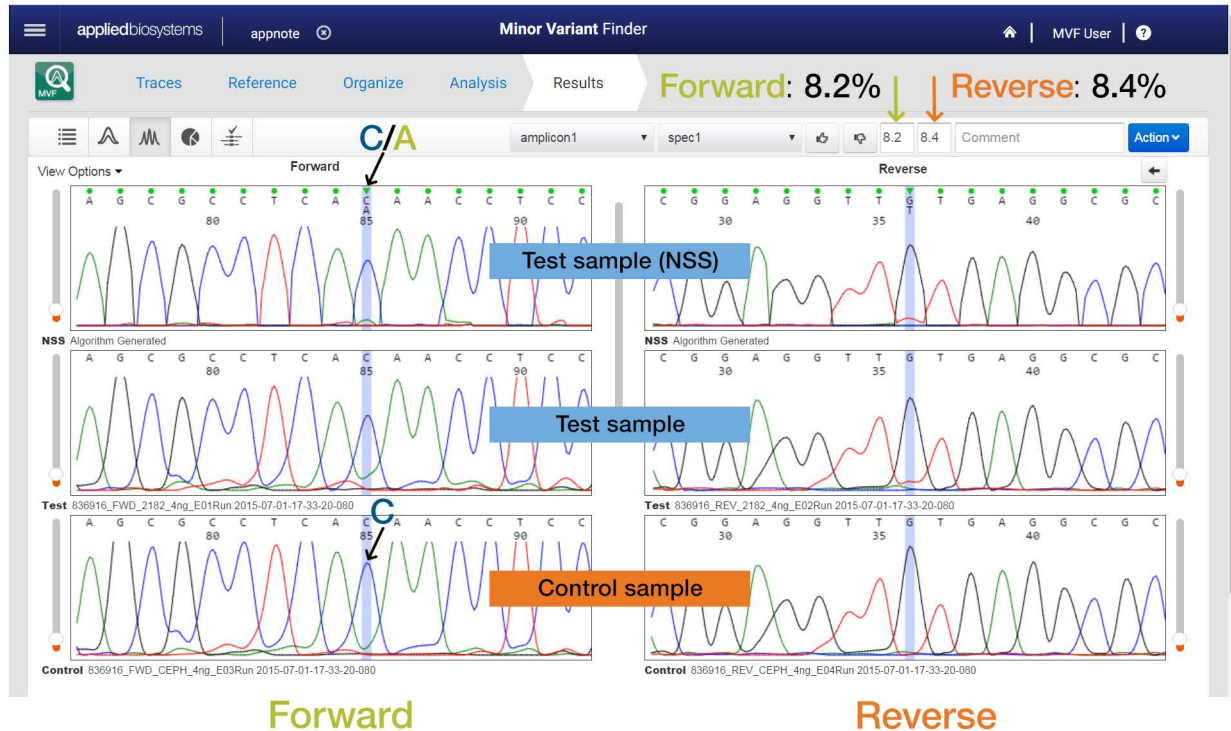 appliedbiosystems appnote Minor Variant Finder MVF User ?
MVF Traces Reference Organize Analysis Results Forward: 8.2% Reverse: 8.4%
C/A amplicon1 spec1 8.2 8.4 Comment Action
View Options Forward Reverse
A G C G C C T C A C A A C C T C C
A
80 85 90
C G G A G G T T G T G A G G C G C
T
30 35 40
Test sample (NSS)
NSS Algorithm Generated
NSS Algorithm Generated
A G C G C C T C A C A A C C T C C
80 85 90
C G G A G G T T G T G A G G C G C
30 35 40
Test sample
Test 836916_FWD_2182_4ng_E01Run 2015-07-01-17-33-20-080
Test 836916_REV_2182_4ng_E02Run 2015-07-01-17-33-20-080
C
A G C G C C T C A C A A C C T C C
80 85 90
C G G A G G T T G T G A G G C G C
30 35 40
Control sample
Control 836916_FWD_CEPH_4ng_E03Run 2015-07-01-17-33-20-080
Control 836916_REV_CEPH_4ng_E04Run 2015-07-01-17-33-20-080
Forward Reverse